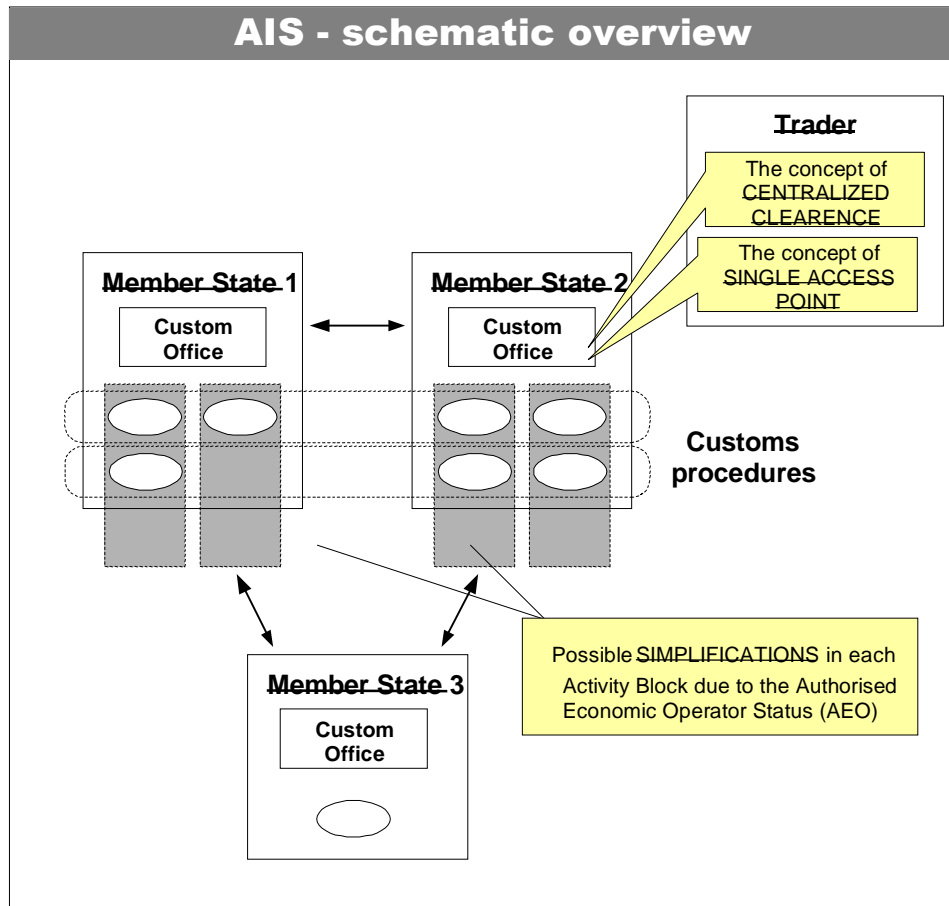 AIS - schematic overview
Trader
The concept of
CENTRALIZED
CLEARENCE
The concept of
SINGLE ACCESS
POINT
Member State 1
Custom
Office
Member State 2
Custom
Office
Customs
procedures
Possible SIMPLIFICATIONS in each
Activity Block due to the Authorised
Economic Operator Status (AEO)
Member State 3
Custom
Office